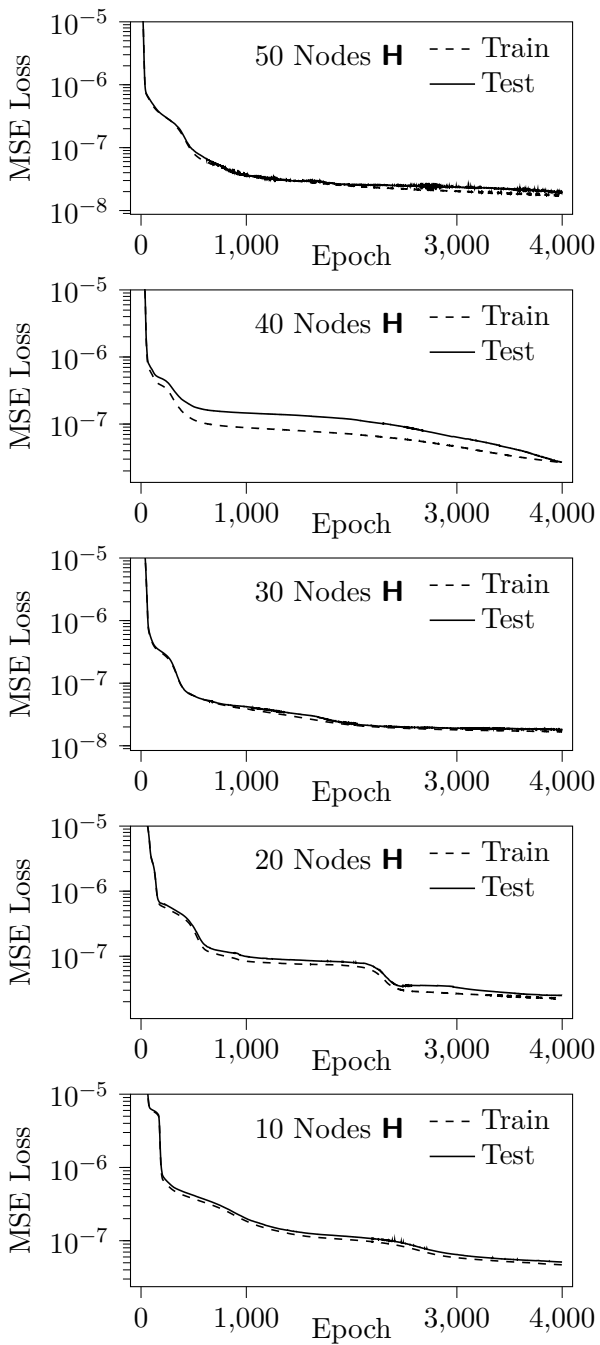 MSE Loss
10⁻⁵
10⁻⁶
10⁻⁷
10⁻⁸
50 Nodes H
Train
Test
0
1,000
3,000
4,000
Epoch
MSE Loss
10⁻⁵
10⁻⁶
10⁻⁷
40 Nodes H
Train
Test
0
1,000
3,000
4,000
Epoch
MSE Loss
10⁻⁵
10⁻⁶
10⁻⁷
10⁻⁸
30 Nodes H
Train
Test
0
1,000
3,000
4,000
Epoch
MSE Loss
10⁻⁵
10⁻⁶
10⁻⁷
20 Nodes H
Train
Test
0
1,000
3,000
4,000
Epoch
MSE Loss
10⁻⁵
10⁻⁶
10⁻⁷
10 Nodes H
Train
Test
0
1,000
3,000
4,000
Epoch